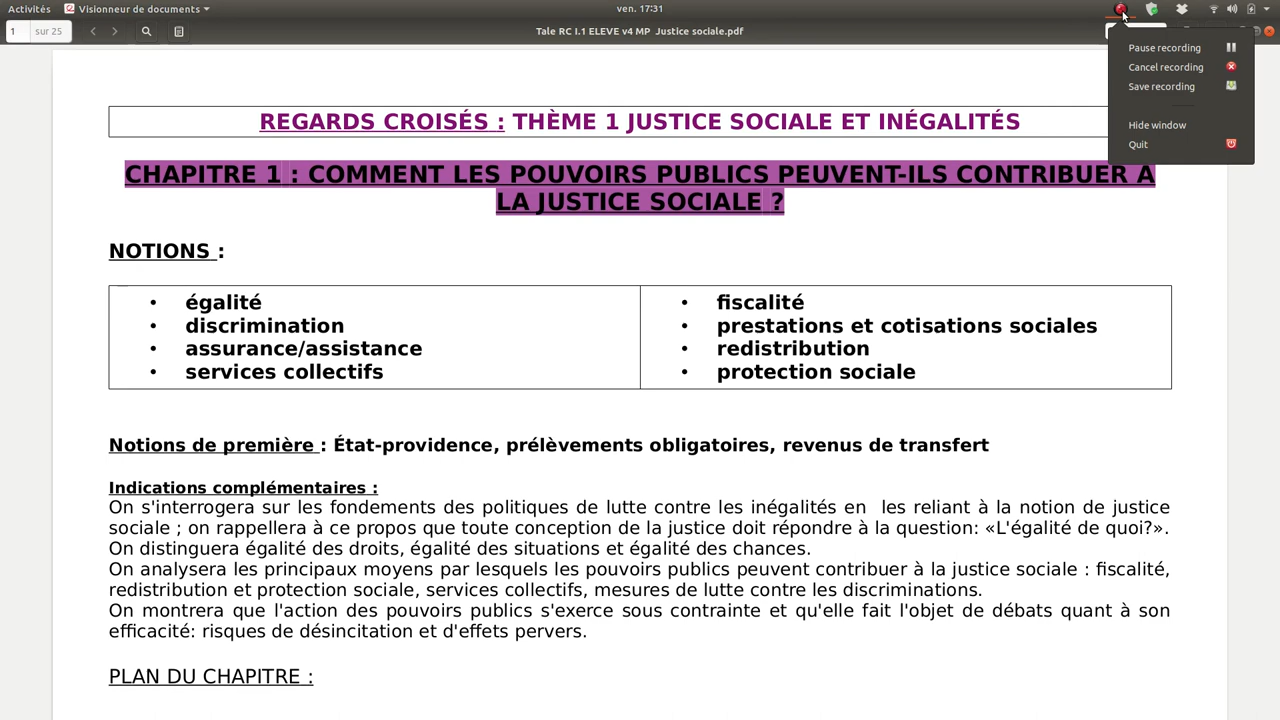 Activités
Visionneur de documents
ven. 17:31
1 sur 25
Tale RC I.1 ELEVE v4 MP Justice sociale.pdf
Pause recording
Cancel recording
Save recording
Hide window
Quit
REGARDS CROISÉS : THÈME 1 JUSTICE SOCIALE ET INÉGALITÉS
CHAPITRE 1 : COMMENT LES POUVOIRS PUBLICS PEUVENT-ILS CONTRIBUER À
LA JUSTICE SOCIALE ?
NOTIONS :
• égalité
• discrimination
• assurance/assistance
• services collectifs
• fiscalité
• prestations et cotisations sociales
• redistribution
• protection sociale
Notions de première : État-providence, prélèvements obligatoires, revenus de transfert
Indications complémentaires :
On s'interrogera sur les fondements des politiques de lutte contre les inégalités en les reliant à la notion de justice
sociale ; on rappellera à ce propos que toute conception de la justice doit répondre à la question: «L'égalité de quoi?».
On distinguera égalité des droits, égalité des situations et égalité des chances.
On analysera les principaux moyens par lesquels les pouvoirs publics peuvent contribuer à la justice sociale : fiscalité,
redistribution et protection sociale, services collectifs, mesures de lutte contre les discriminations.
On montrera que l'action des pouvoirs publics s'exerce sous contrainte et qu'elle fait l'objet de débats quant à son
efficacité: risques de désincitation et d'effets pervers.
PLAN DU CHAPITRE :